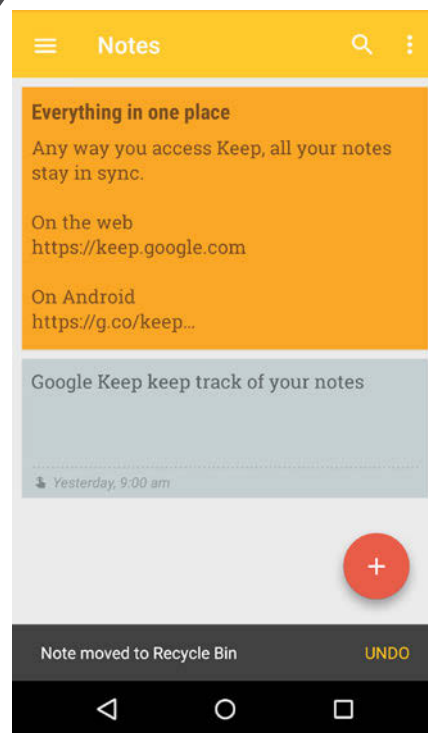 Notes
Everything in one place
Any way you access Keep, all your notes
stay in sync.
On the web
https://keep.google.com
On Android
https://g.co/keep...
Google Keep keep track of your notes
Yesterday, 9:00 am
Note moved to Recycle Bin UNDO